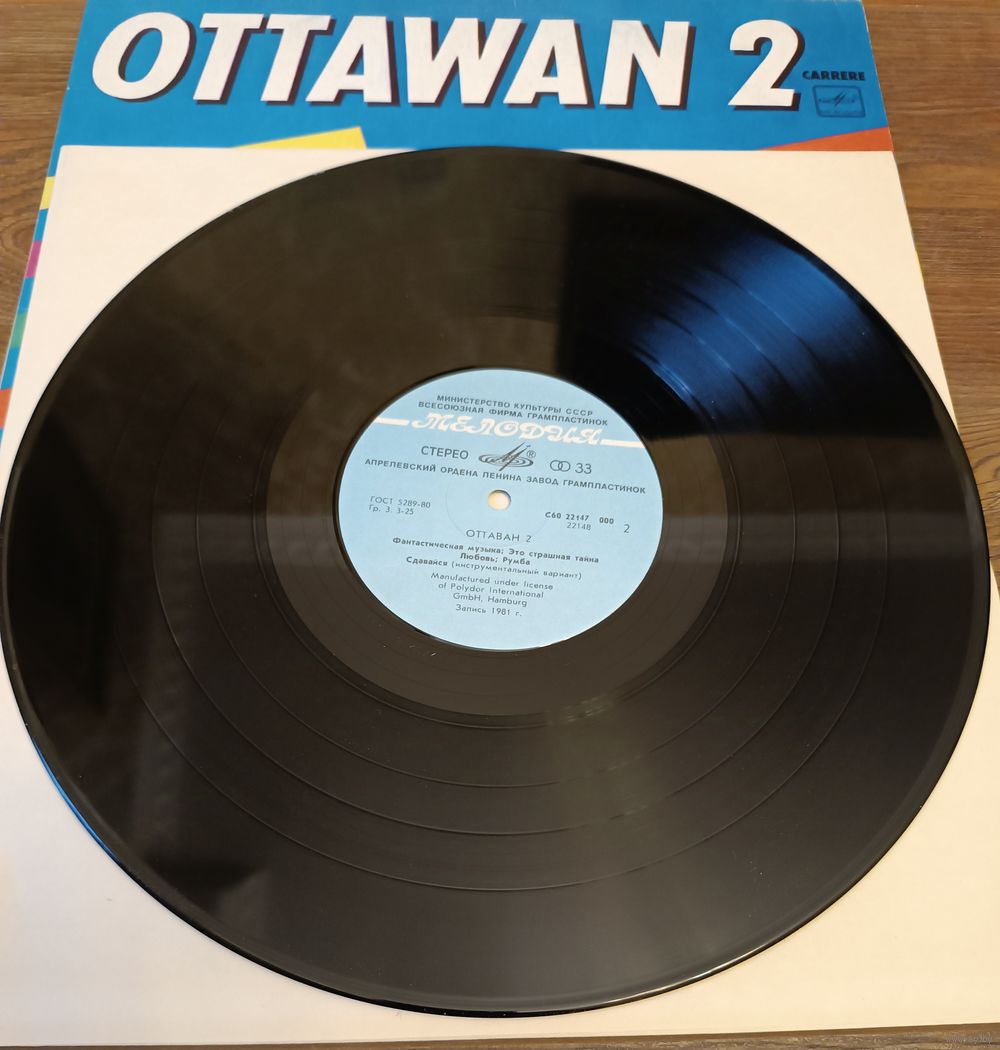 OTTAWAN 2
CARRERE
МИНИСТЕРСТВО КУЛЬТУРЫ СССР
ВСЕСОЮЗНАЯ ФИРМА ГРАМПЛАСТИНОК
МЕЛОДИЯ
СТЕРЕО ® 33
АПРЕЛЕВСКИЙ ОРДЕНА ЛЕНИНА ЗАВОД ГРАМПЛАСТИНОК
ГОСТ 5289-80
Гр. 3. 3-25
С60 22147 000
22148 2
ОТТАВАН 2
Фантастическая музыка; Это страшная тайна
Любовь; Румба
Сдавайся (инструментальный вариант)
Manufactured under license
of Polydor International
GmbH, Hamburg
Запись 1981 г.